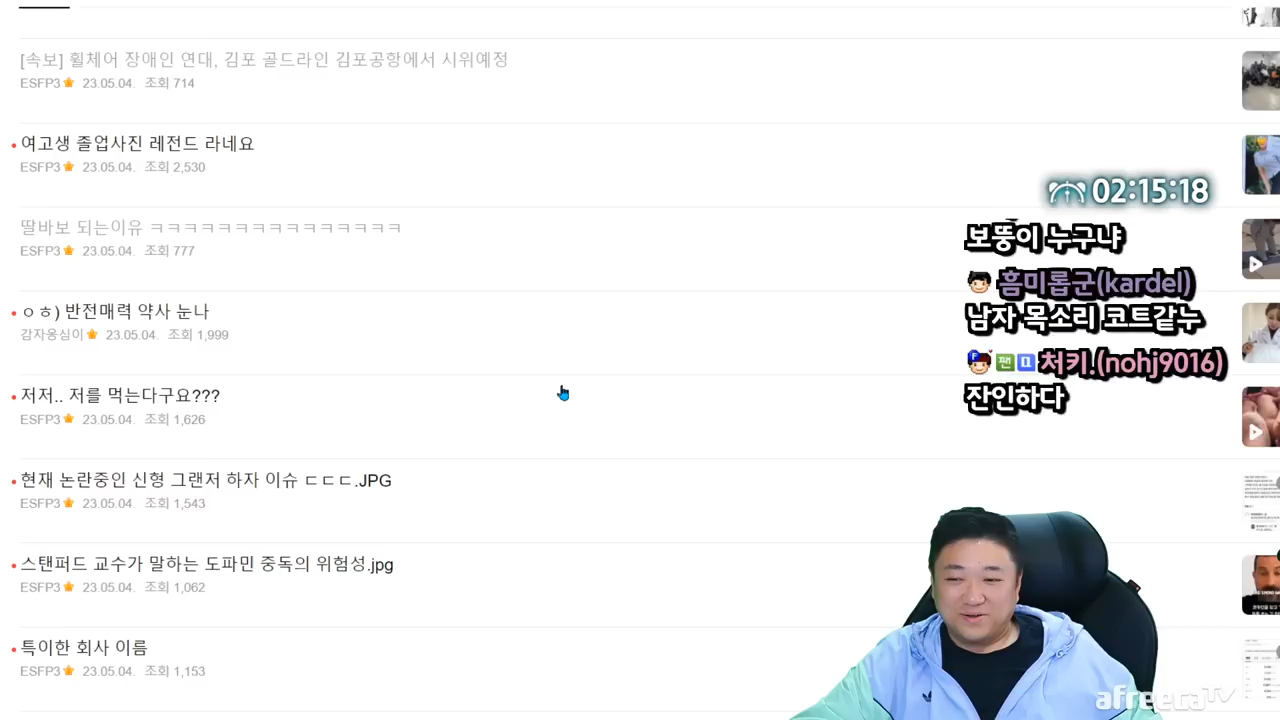 [속보] 휠체어 장애인 연대, 김포 골드라인 김포공항에서 시위예정
ESFP3 23.05.04. 조회 714
여고생 졸업사진 레전드 라네요
ESFP3 23.05.04. 조회 2,530
딸바보 되는이유 ㅋㅋㅋㅋㅋㅋㅋㅋㅋㅋㅋㅋㅋㅋㅋ
ESFP3 23.05.04. 조회 777
ㅇㅎ) 반전매력 약사 눈나
감자옹심이 23.05.04. 조회 1,999
저저.. 저를 먹는다구요???
ESFP3 23.05.04. 조회 1,626
현재 논란중인 신형 그랜저 하자 이슈 ㄷㄷㄷ.JPG
ESFP3 23.05.04. 조회 1,543
스탠퍼드 교수가 말하는 도파민 중독의 위험성.jpg
ESFP3 23.05.04. 조회 1,062
특이한 회사 이름
ESFP3 23.05.04. 조회 1,153
02:15:18
보뚱이 누구냐
흠미롭군(kardel)
남자 목소리 코트같누
F 팬 처키.(nohj9016)
잔인하다
afreecaTV